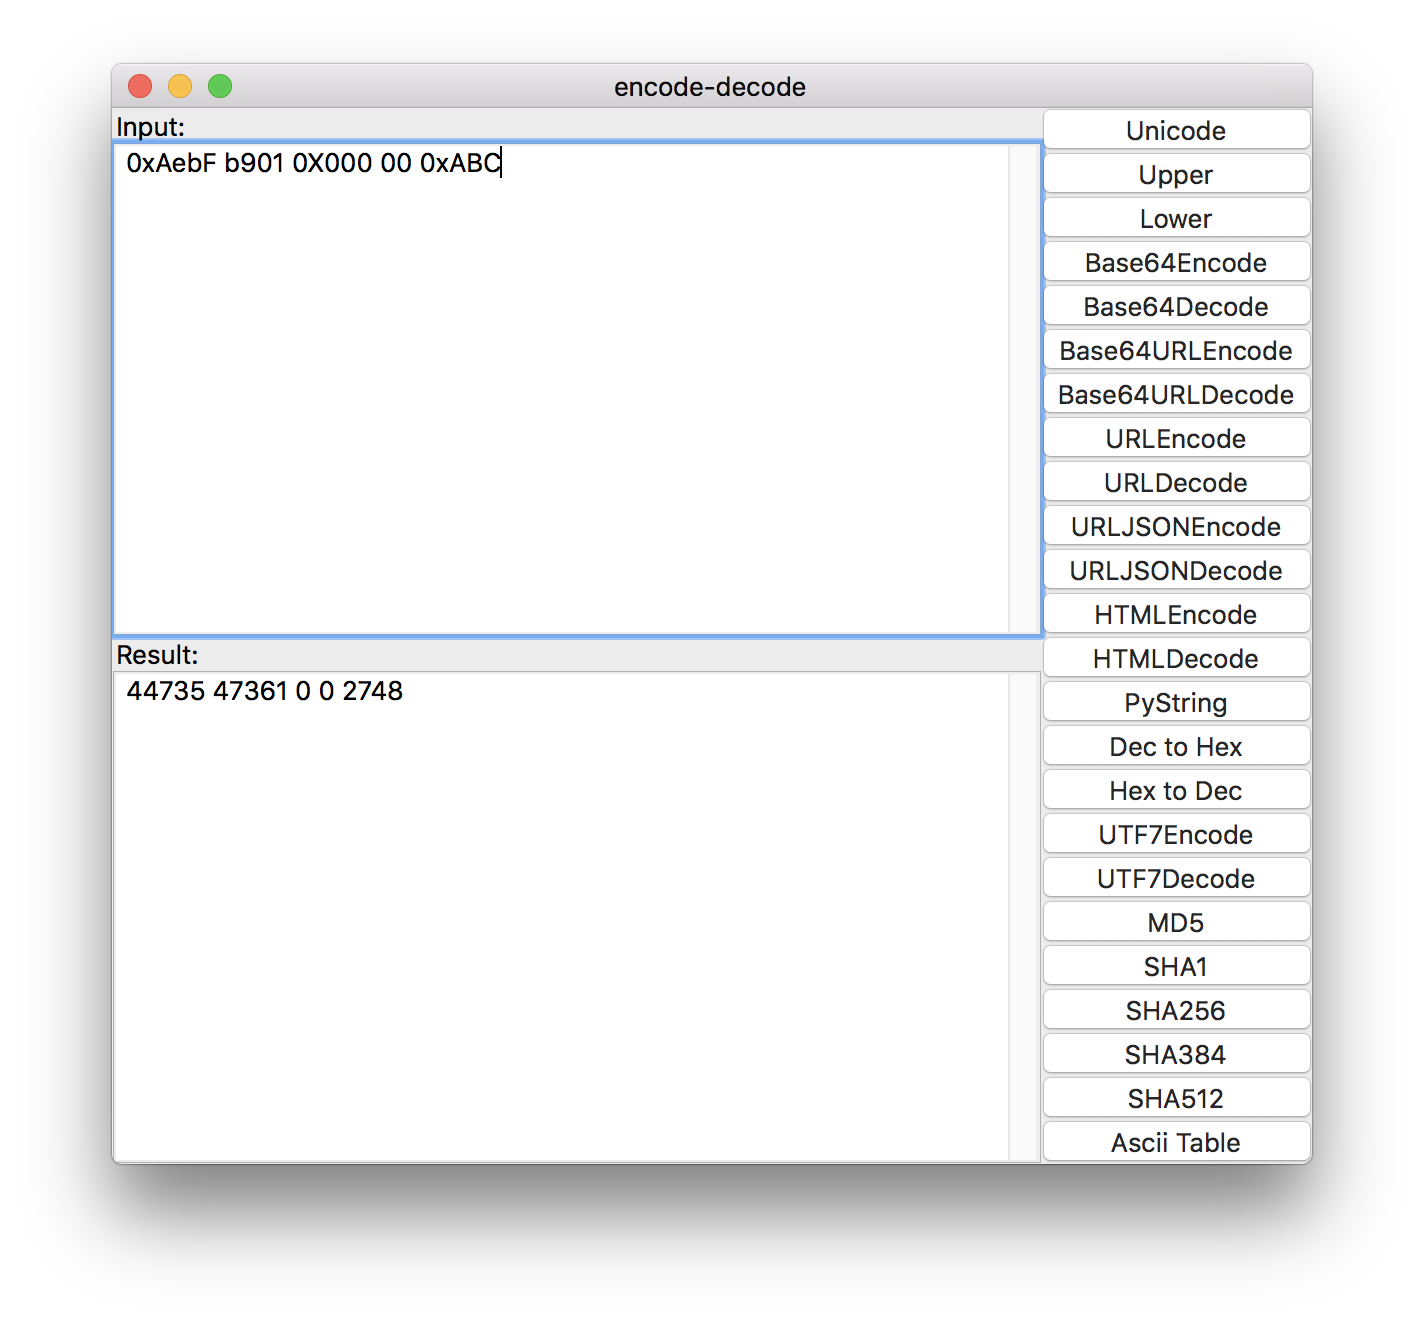 encode-decode
Input:
0xAebF b901 0X000 00 0xABC
Result:
44735 47361 0 0 2748
Unicode
Upper
Lower
Base64Encode
Base64Decode
Base64URLEncode
Base64URLDecode
URLEncode
URLDecode
URLJSONEncode
URLJSONDecode
HTMLEncode
HTMLDecode
PyString
Dec to Hex
Hex to Dec
UTF7Encode
UTF7Decode
MD5
SHA1
SHA256
SHA384
SHA512
Ascii Table